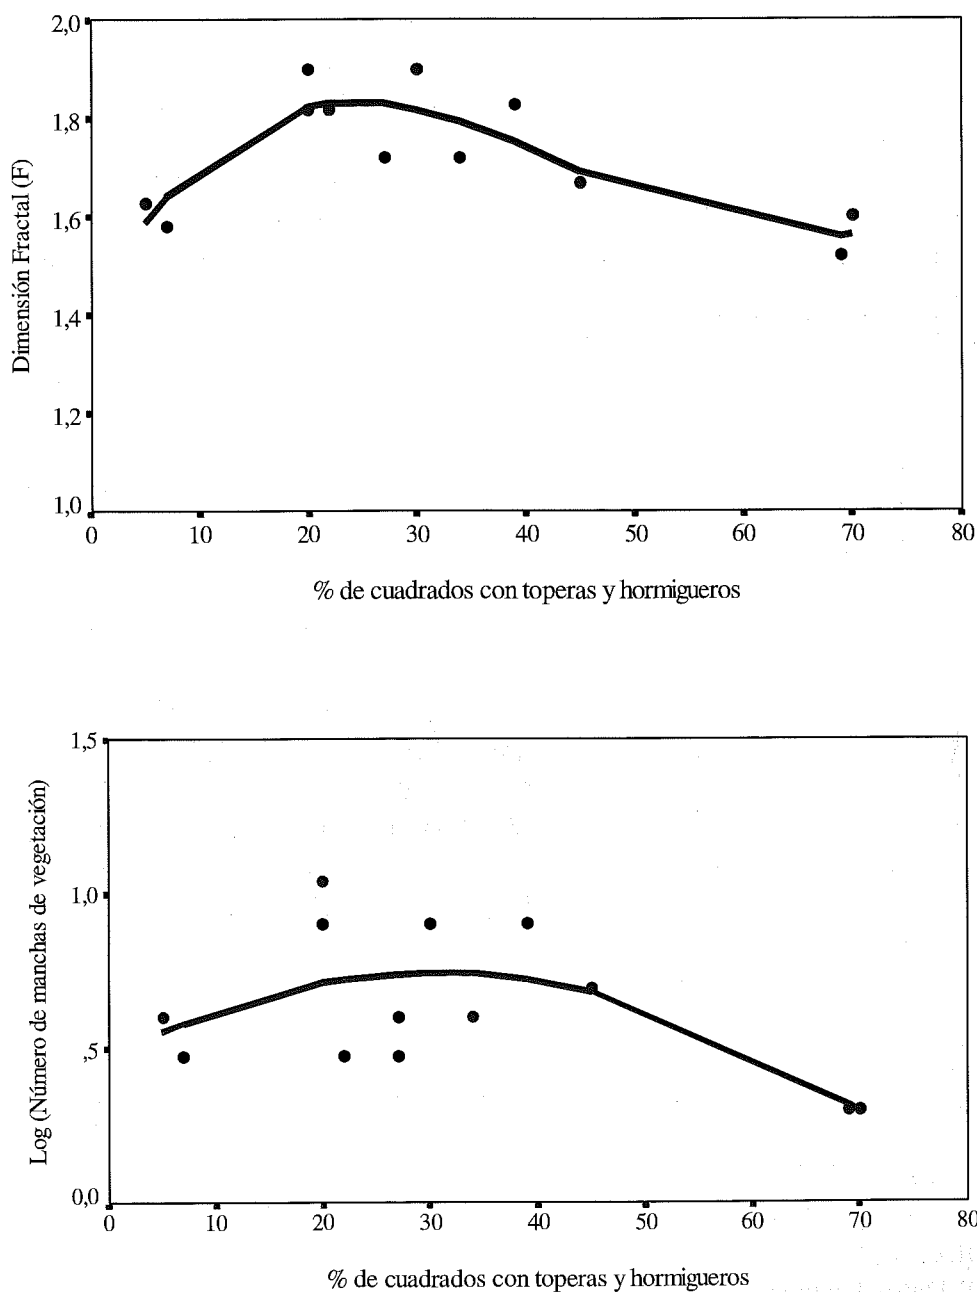 2,0
1,8
1,6
1,4
1,2
1,0
Dimensión Fractal (F)
0 10 20 30 40 50 60 70 80
% de cuadrados con toperas y hormigueros
1,5
1,0
,5
0,0
Log (Número de manchas de vegetación)
0 10 20 30 40 50 60 70 80
% de cuadrados con toperas y hormigueros